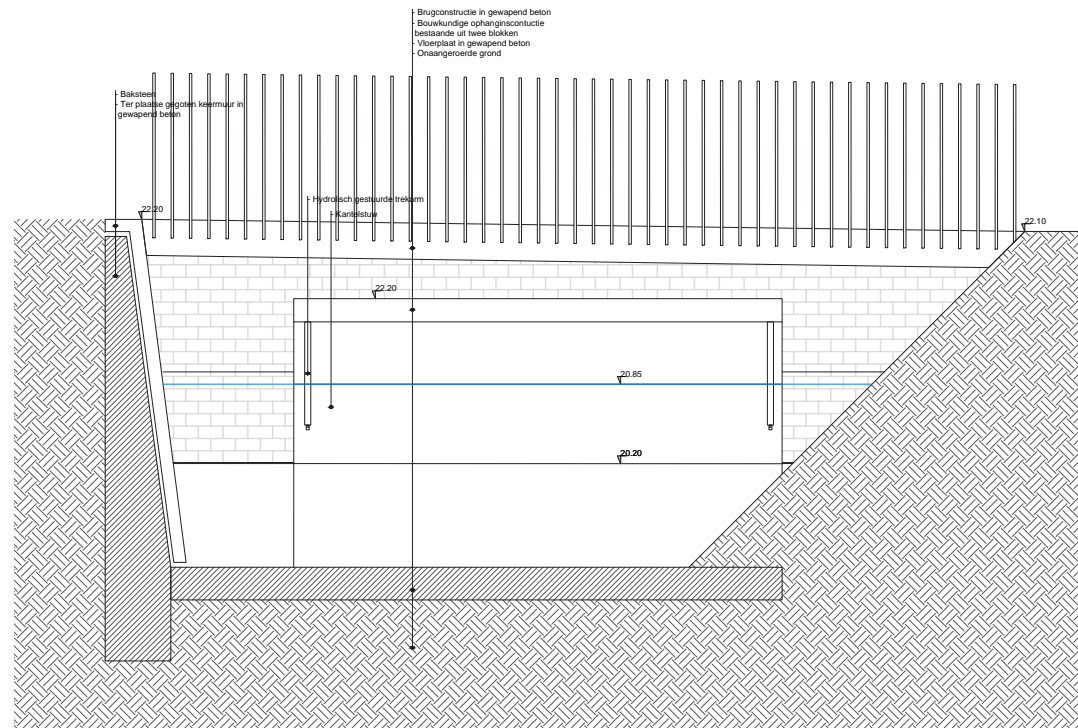 - Brugconstructie in gewapend beton
- Bouwkundige ophanginscontuctie
bestaande uit twee blokken
- Vloerplaat in gewapend beton
- Onaangeroerde grond
- Baksteen
- Ter plaatse gegoten keermuur in
gewapend beton
- Hydrolisch gestuurde trekarm
- Kantelstuw
22.20
22.10
22.20
20.85
20.20